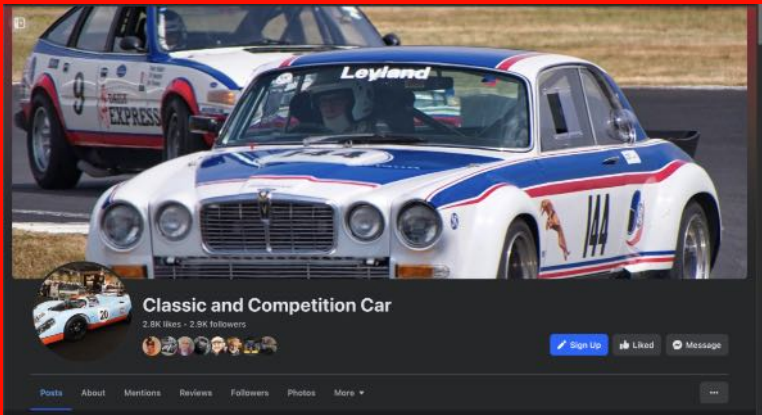 Leyland
9
EXPRESS
144
144
20
Classic and Competition Car
2.8K likes • 2.9K followers
Sign Up
Liked
Message
Posts
About
Mentions
Reviews
Followers
Photos
More
...